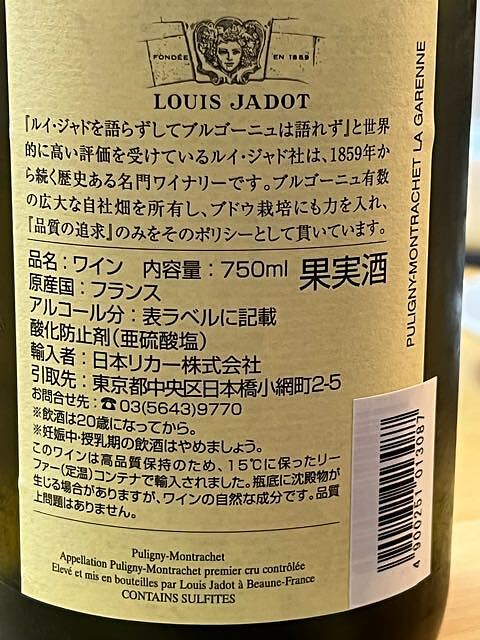 FONDÉE EN 1859
LOUIS JADOT
『ルイ・ジャドを語らずしてブルゴーニュは語れず』と世界
的に高い評価を受けているルイ・ジャド社は、1859年か
ら続く歴史ある名門ワイナリーです。ブルゴーニュ有数
の広大な自社畑を所有し、ブドウ栽培にも力を入れ、
『品質の追求』のみをそのポリシーとして貫いています。
品名：ワイン 内容量：750ml 果実酒
原産国：フランス
アルコール分：表ラベルに記載
酸化防止剤（亜硫酸塩）
輸入者：日本リカー株式会社
引取先：東京都中央区日本橋小網町2-5
お問合せ先：☎03(5643)9770
※飲酒は20歳になってから。
※妊娠中・授乳期の飲酒はやめましょう。
このワインは高品質保持のため、15℃に保ったリー
ファー(定温)コンテナで輸入されました。瓶底に沈殿物が
生じる場合がありますが、ワインの自然な成分です。品質
上問題はありません。
Puligny-Montrachet
Appellation Puligny-Montrachet premier cru contrôlée
Elevé et mis en bouteilles par Louis Jadot à Beaune-France
CONTAINS SULFITES
PULIGNY-MONTRACHET LA GARENNE
4 900251 013087